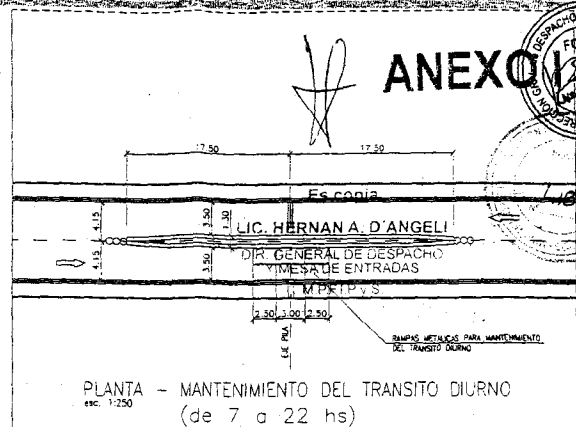 ANEXO I
17.50 17.50
Es copia
4.15 3.50 1.30
LIC. HERNAN A. D'ANGELI
DIR. GENERAL DE DESPACHO
Y MESA DE ENTRADAS
4.15 3.50
2.50 3.00 2.50
EJE PILA
RAMPAS METALICAS PARA MANTENIMIENTO
DEL TRANSITO DIURNO
PLANTA - MANTENIMIENTO DEL TRANSITO DIURNO
esc. 1:250
(de 7 a 22 hs)